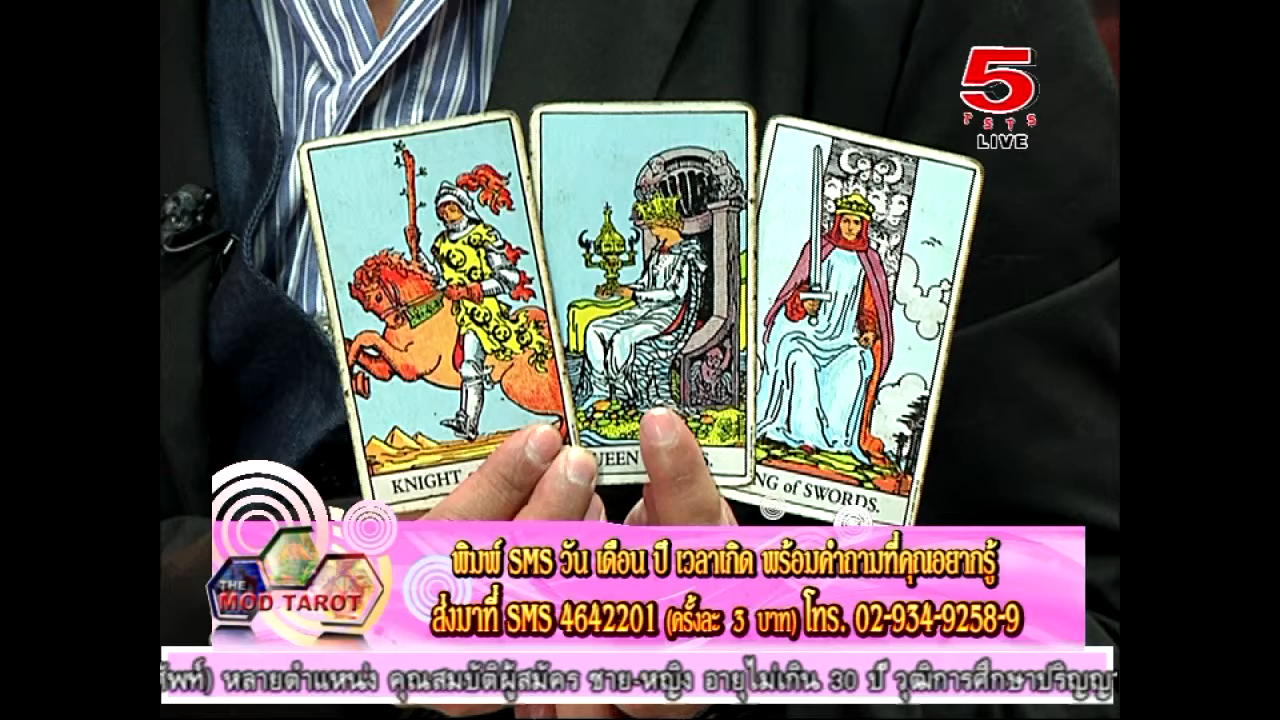 5
TSTS
LIVE
KNIGHT
QUEEN
NG of SWORDS.
THE
MOD TAROT
พิมพ์ SMS วัน เดือน ปี เวลาเกิด พร้อมคำถามที่คุณอยากรู้
ส่งมาที่ SMS 4642201 (ครั้งละ 3 บาท) โทร. 02-934-9258-9
ศัพท์) หลายตำแหน่ง คุณสมบัติผู้สมัคร ชาย-หญิง อายุไม่เกิน 30 ปี วุฒิการศึกษาปริญญา